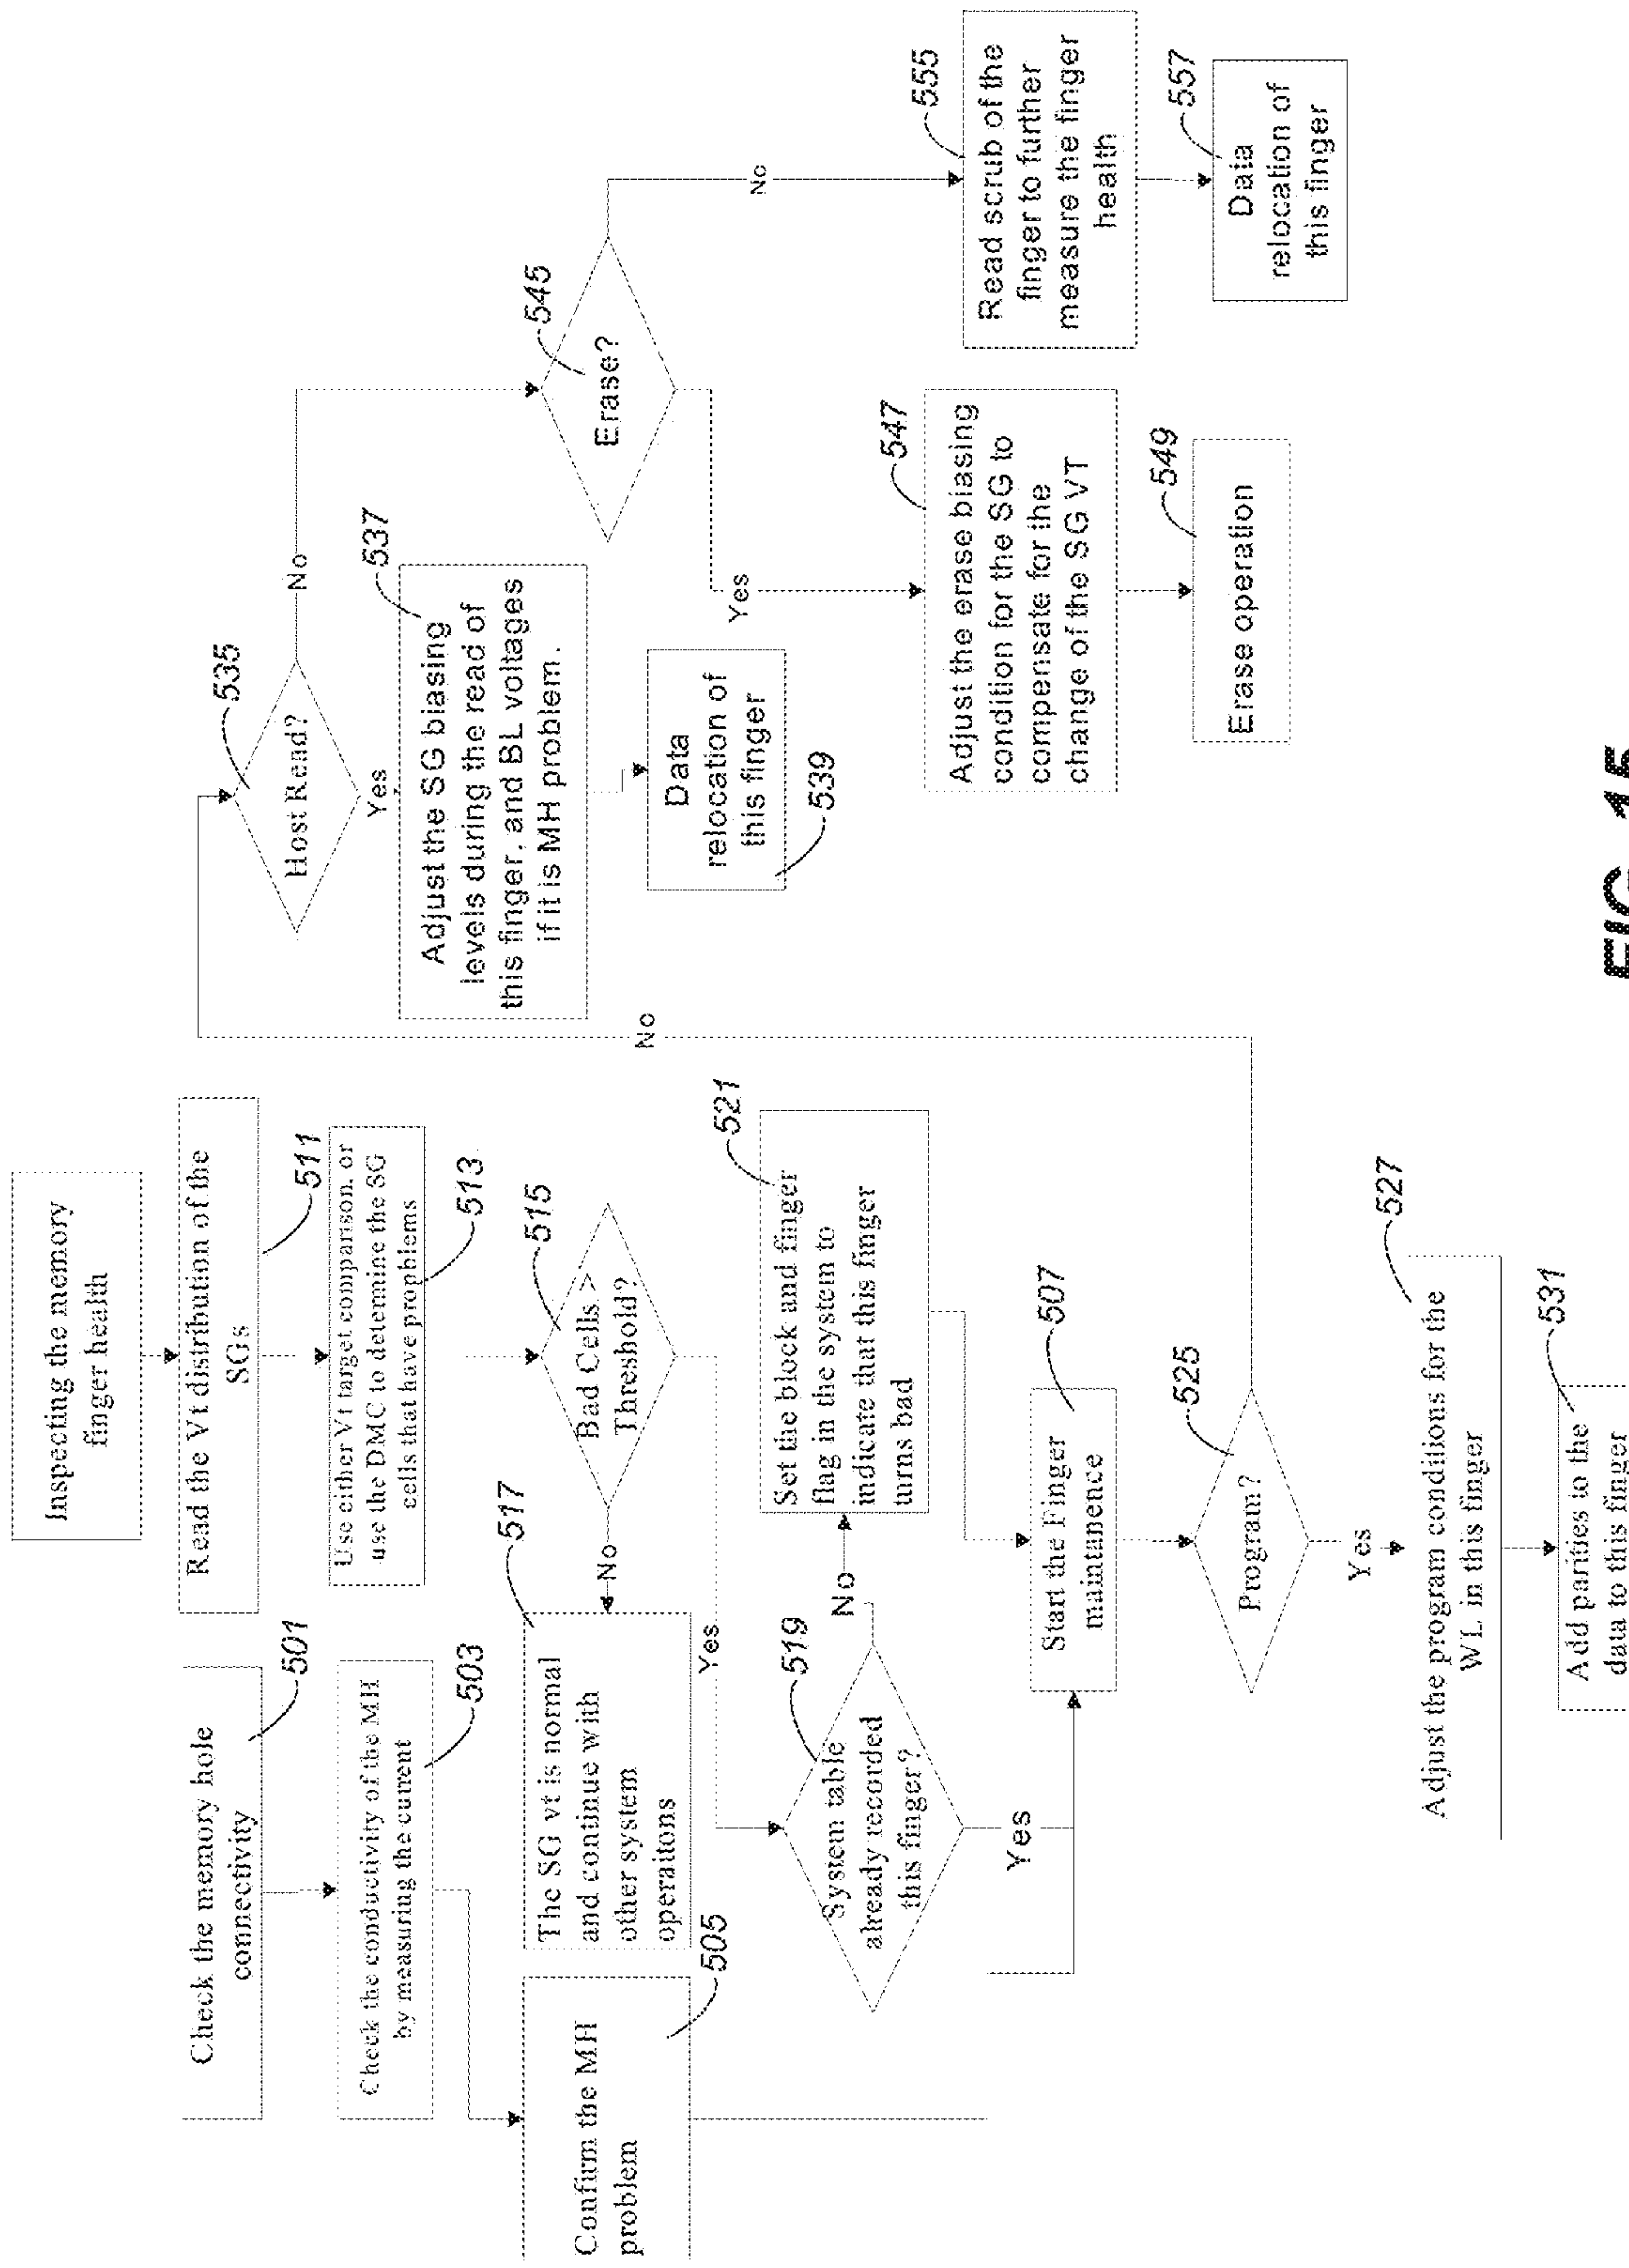 Inspecting the memory
finger health
Check the memory hole
connectivity
501
Read the Vt distribution of the
SGs
511
Check the conductivity of the MH
by measuring the current
503
Use either Vt target comparison, or
use the DMC to determine the SG
cells that have problems
513
Confirm the MH
problem
505
The SG vt is normal
and continue with
other system
operaitons
517
No
Bad Cells >
Threshold?
515
Yes
System table
already recorded
this finger?
519
No
Yes
Set the block and finger
flag in the system to
indicate that this finger
turns bad
521
Start the Finger
maintanence
507
Program?
525
No
Yes
Adjust the program conditions for the
WL in this finger
527
Add parities to the
data to this finger
531
Host Read?
535
No
Yes
Adjust the SG biasing
levels during the read of
this finger, and BL voltages
if it is MH problem.
537
Data
relocation of
this finger
539
Erase?
545
No
Yes
Adjust the erase biasing
condition for the SG to
compensate for the
change of the SG VT
547
Erase operation
549
Read scrub of the
finger to further
measure the finger
health
555
Data
relocation of
this finger
557
FIG. 15